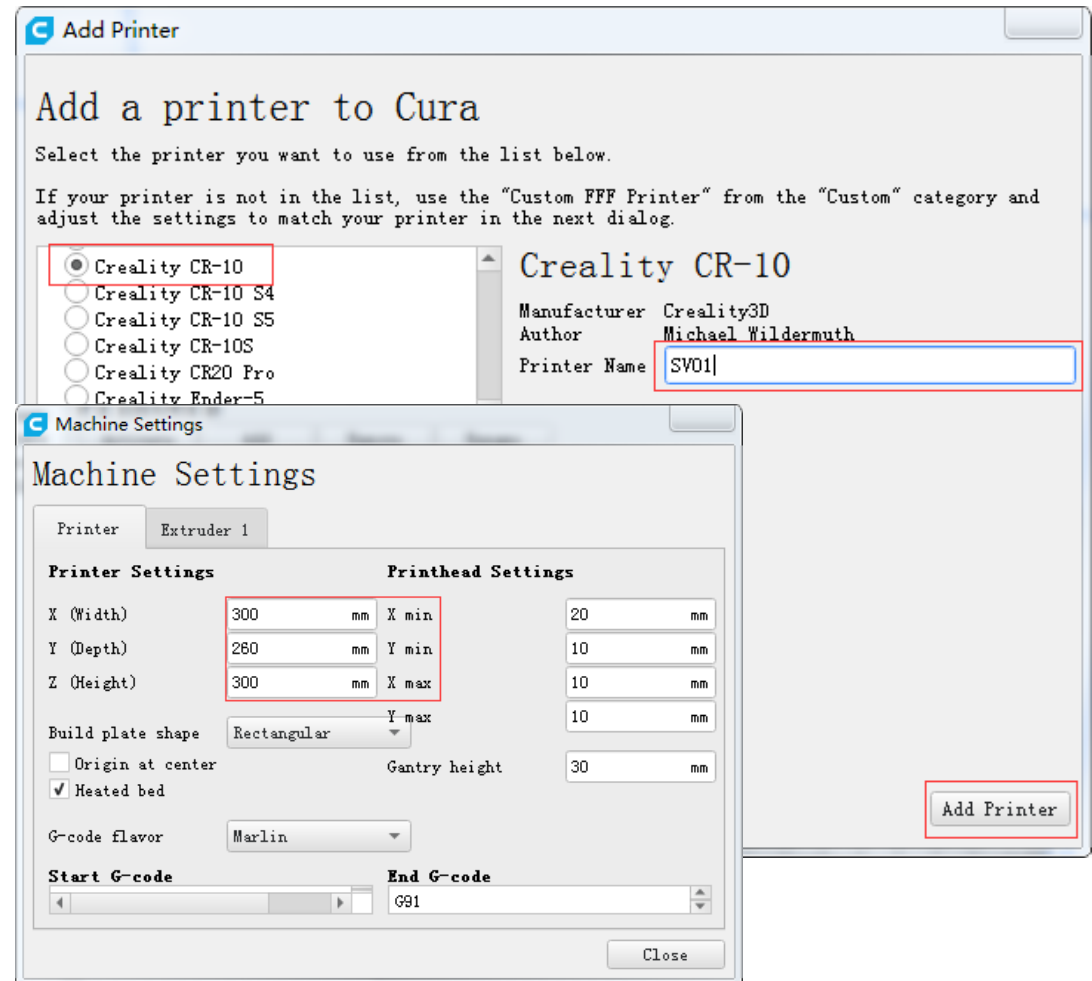 Add Printer
Add a printer to Cura
Select the printer you want to use from the list below.
If your printer is not in the list, use the "Custom FFF Printer" from the "Custom" category and
adjust the settings to match your printer in the next dialog.
Creality CR-10
Creality CR-10 S4
Creality CR-10 S5
Creality CR-10S
Creality CR20 Pro
Creality Ender-5
Creality CR-10
Manufacturer Creality3D
Author Michael Wildermuth
Printer Name SV01
Add Printer
Machine Settings
Machine Settings
Printer Extruder 1
Printer Settings
X (Width) 300 mm
Y (Depth) 260 mm
Z (Height) 300 mm
Build plate shape Rectangular
Origin at center
Heated bed
G-code flavor Marlin
Start G-code
Printhead Settings
X min 20 mm
Y min 10 mm
X max 10 mm
Y max 10 mm
Gantry height 30 mm
End G-code
G91
Close